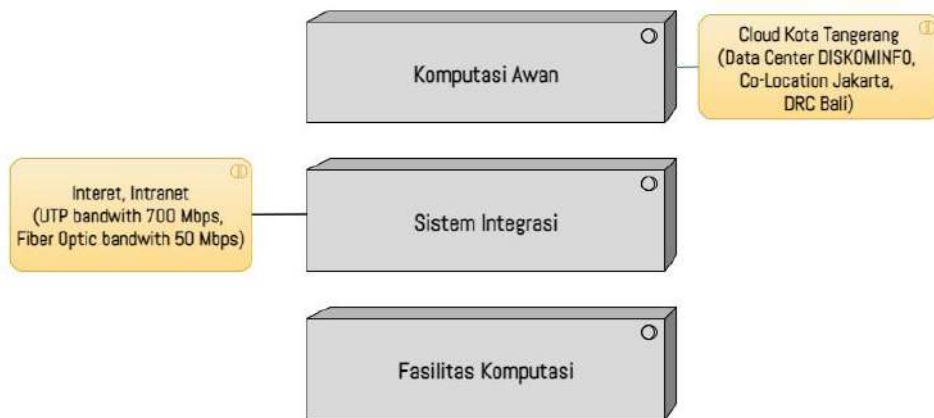 Komputasi Awan
Cloud Kota Tangerang
(Data Center DISKOMINFO,
Co-Location Jakarta,
DRC Bali)
Interet, Intranet
(UTP bandwith 700 Mbps,
Fiber Optic bandwith 50 Mbps)
Sistem Integrasi
Fasilitas Komputasi